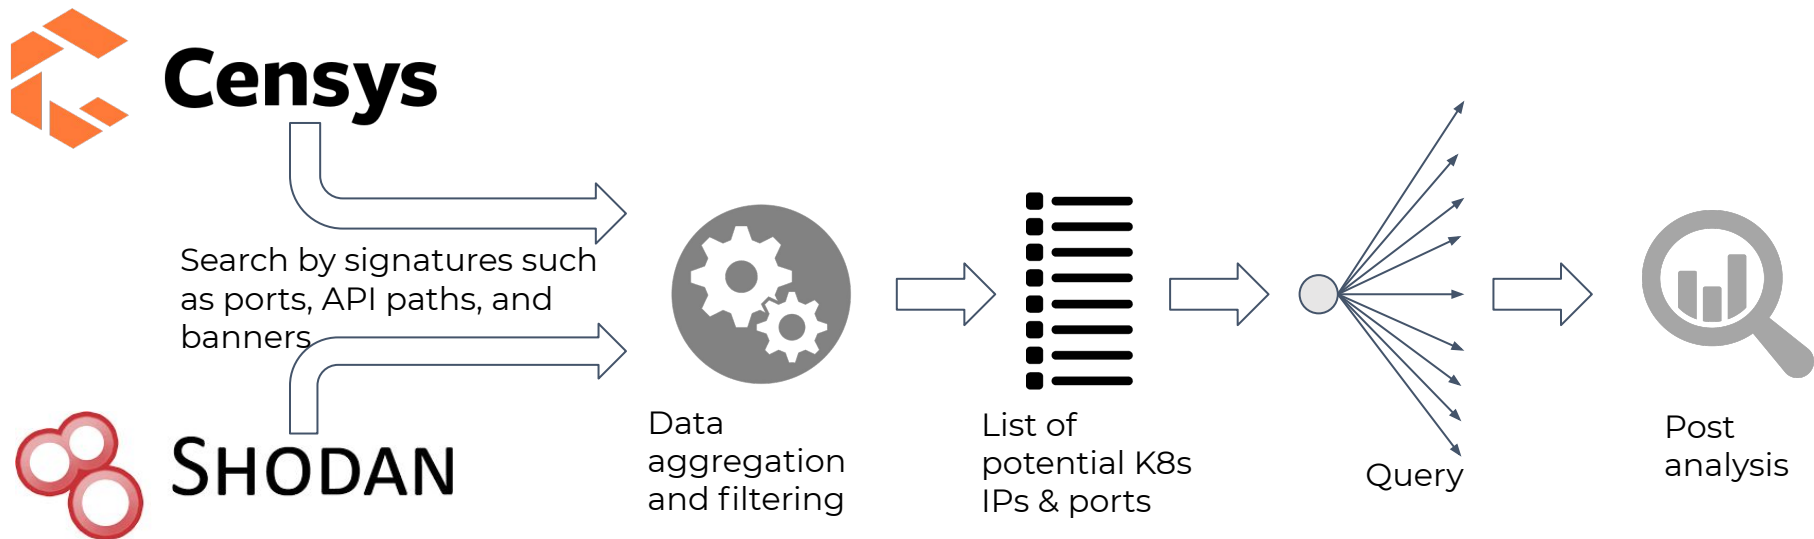 Censys
Search by signatures such
as ports, API paths, and
banners
SHODAN
Data
aggregation
and filtering
List of
potential K8s
IPs & ports
Query
Post
analysis